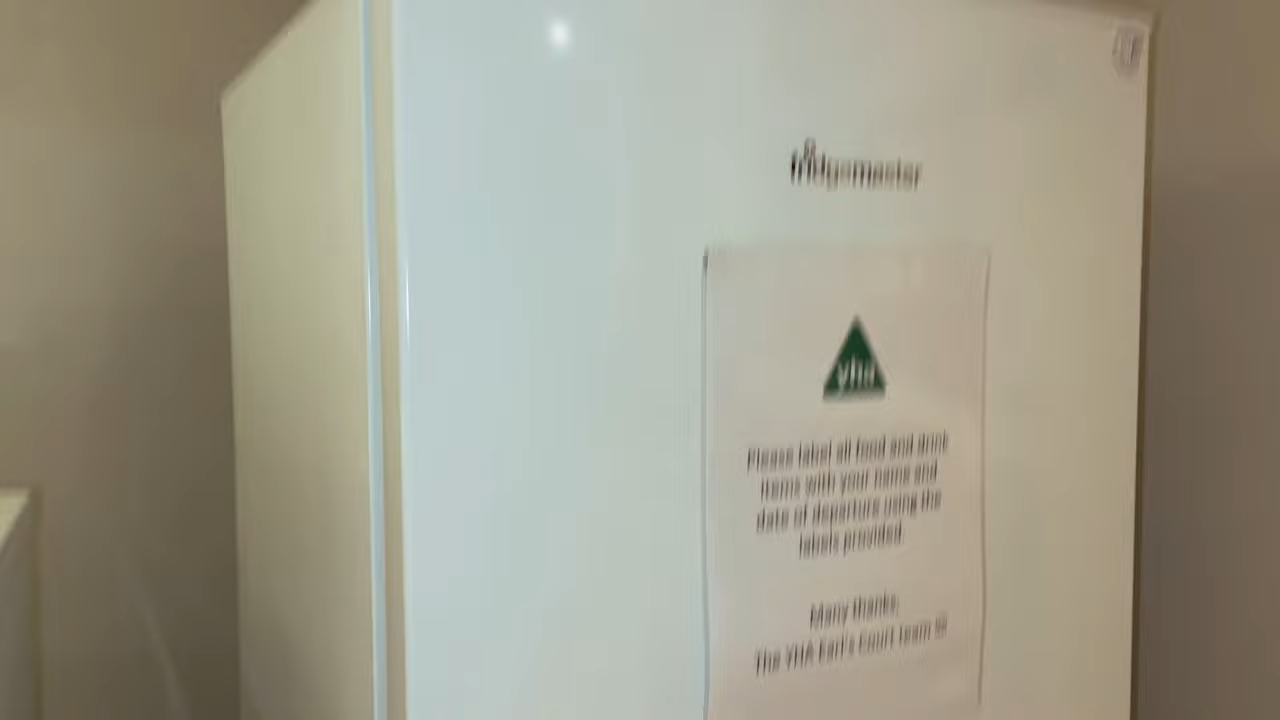 fridgemaster
yha
Please label all food and drink
items with your name and
date of departure using the
labels provided.
Many thanks,
The YHA Earl's Court team